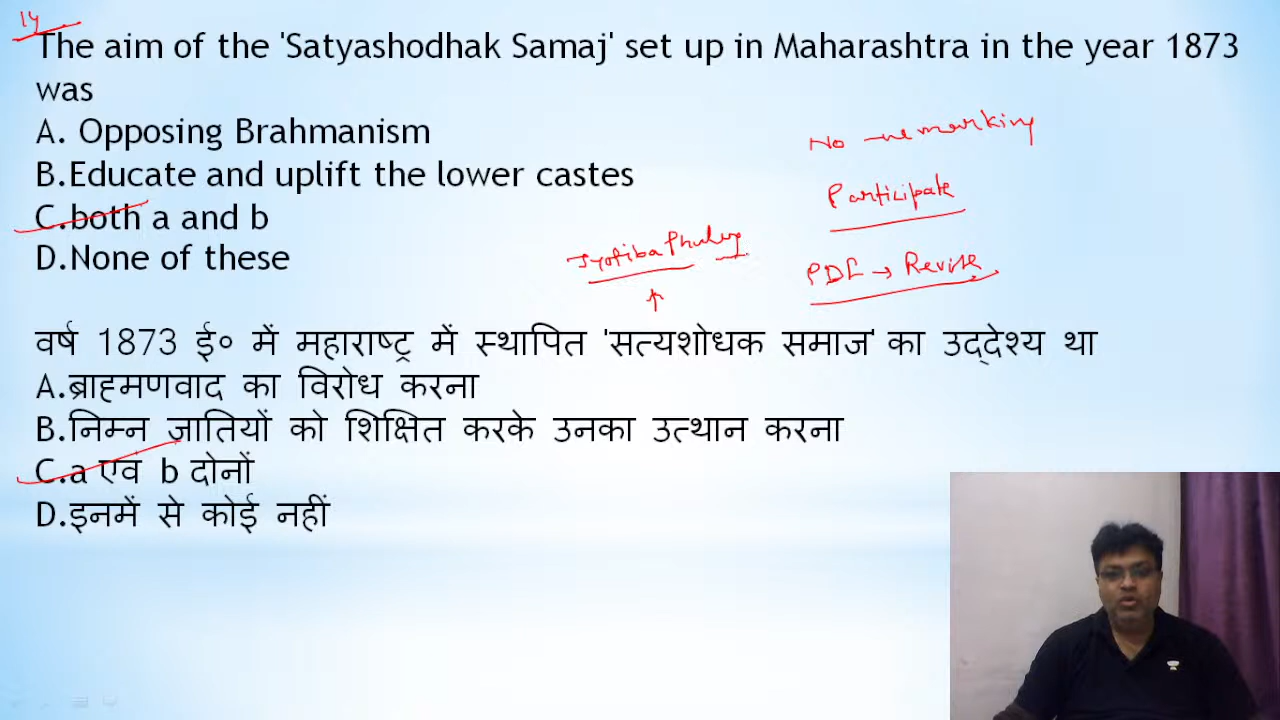 14
The aim of the 'Satyashodhak Samaj' set up in Maharashtra in the year 1873
was
A. Opposing Brahmanism
B.Educate and uplift the lower castes
C.both a and b
D.None of these
No -ve marking
Participate
Jyotiba Phule
PDF → Revise
वर्ष 1873 ई० में महाराष्ट्र में स्थापित 'सत्यशोधक समाज' का उद्देश्य था
A.ब्राह्मणवाद का विरोध करना
B.निम्न जातियों को शिक्षित करके उनका उत्थान करना
C.a एवं b दोनों
D.इनमें से कोई नहीं